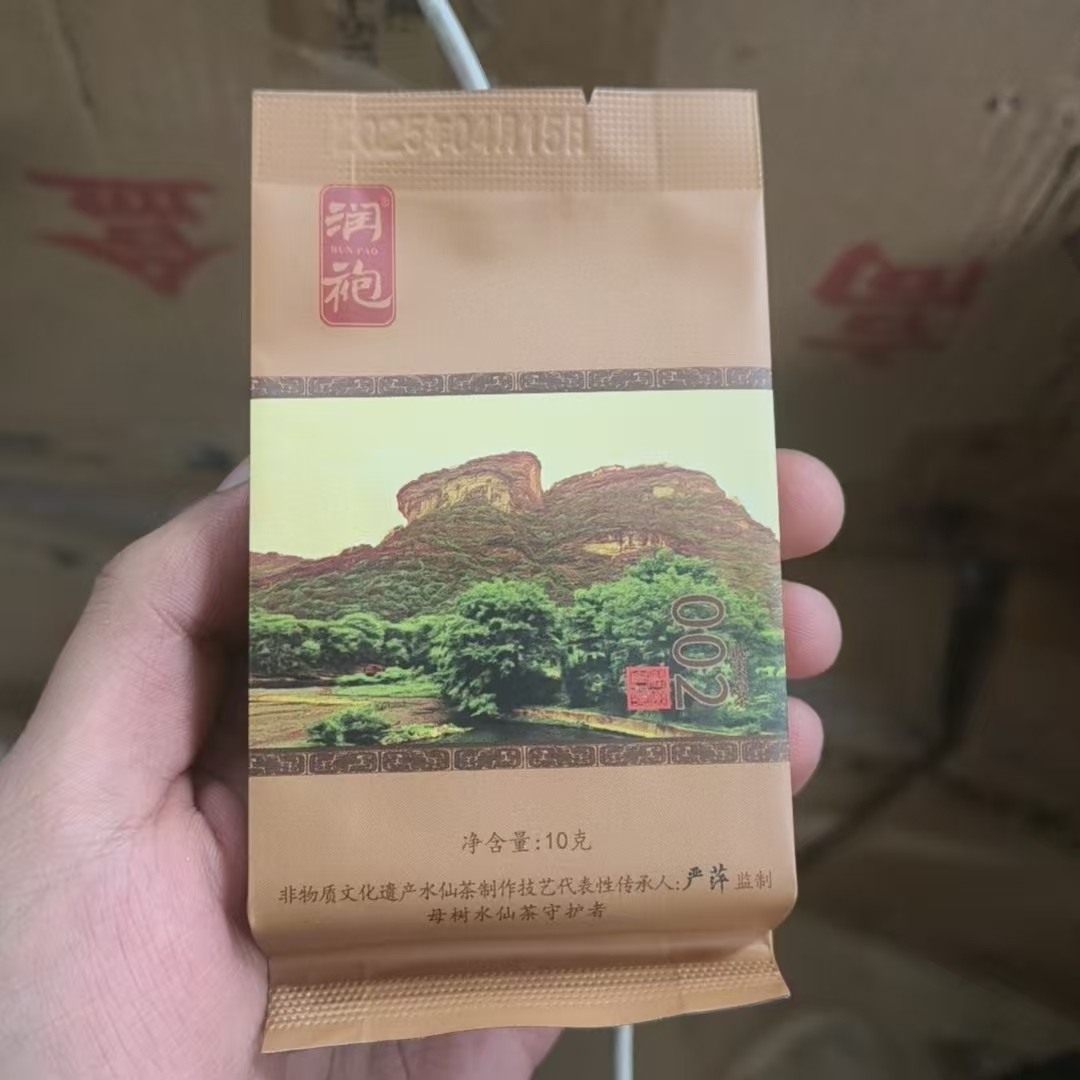 2025年04月15日
润®
RUN PAO
袍
002
净含量:10克
非物质文化遗产水仙茶制作技艺代表性传承人:严萍 监制
母树水仙茶守护者